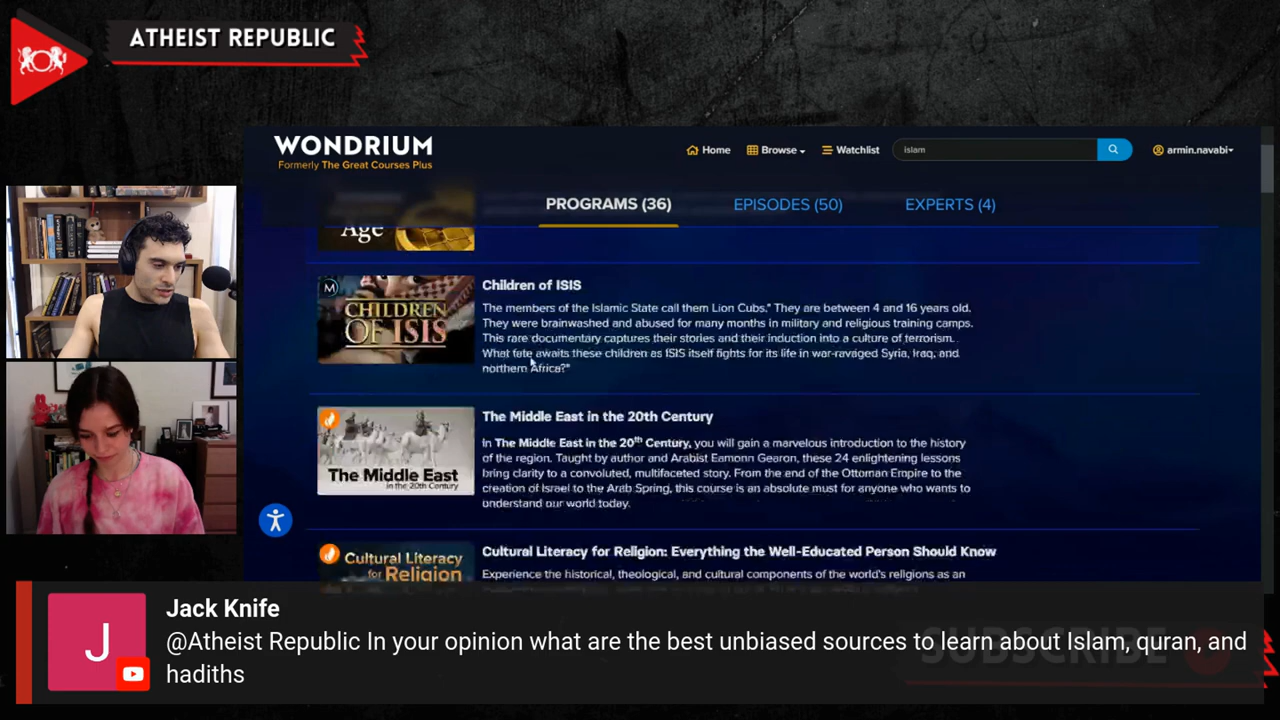 ATHEIST REPUBLIC
WONDRIUM
Formerly The Great Courses Plus
Home
Browse
Watchlist
islam
armin.navabi
PROGRAMS (36)
EPISODES (50)
EXPERTS (4)
Age
M
CHILDREN
OF ISIS
Children of ISIS
The members of the Islamic State call them Lion Cubs." They are between 4 and 16 years old.
They were brainwashed and abused for many months in military and religious training camps.
This rare documentary captures their stories and their induction into a culture of terrorism.
What fate awaits these children as ISIS itself fights for its life in war-ravaged Syria, Iraq, and
northern Africa?"
The Middle East
in the 20th Century
The Middle East in the 20th Century
In The Middle East in the 20th Century, you will gain a marvelous introduction to the history
of the region. Taught by author and Arabist Eamonn Gearon, these 24 enlightening lessons
bring clarity to a convoluted, multifaceted story. From the end of the Ottoman Empire to the
creation of Israel to the Arab Spring, this course is an absolute must for anyone who wants to
understand our world today.
Cultural Literacy
for Religion
Cultural Literacy for Religion: Everything the Well-Educated Person Should Know
Experience the historical, theological, and cultural components of the world's religions as an
J
Jack Knife
@Atheist Republic In your opinion what are the best unbiased sources to learn about Islam, quran, and
hadiths
SUBSCRIBE